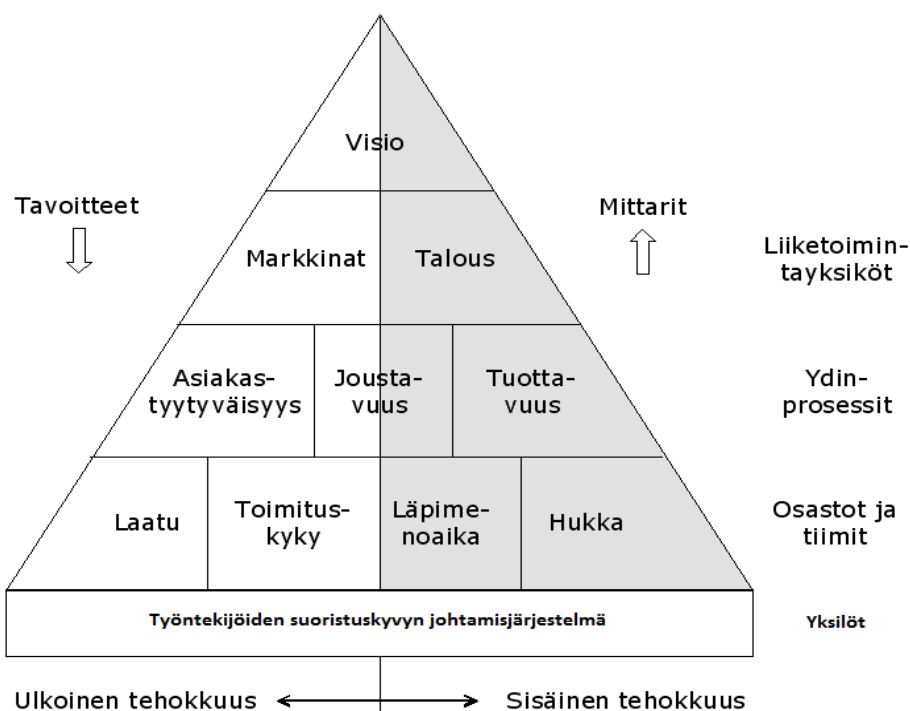 Visio
Tavoitteet
Mittarit
Markkinat
Talous
Liiketoimin-
tayksiköt
Asiakas-
tyytyväisyys
Jousta-
vuus
Tuotta-
vuus
Ydin-
prosessit
Laatu
Toimitus-
kyky
Läpime-
noaika
Hukka
Osastot ja
tiimit
Työntekijöiden suoristuskyvyn johtamisjärjestelmä
Yksilöt
Ulkoinen tehokkuus
Sisäinen tehokkuus